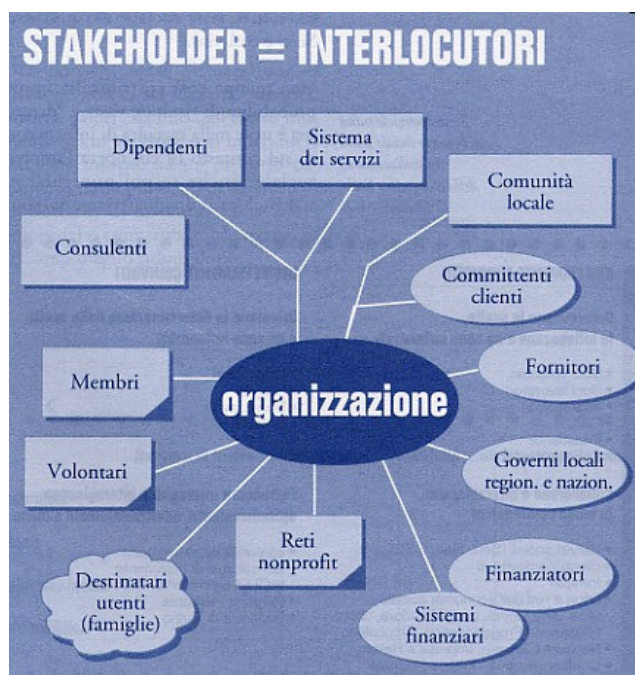 STAKEHOLDER = INTERLOCUTORI
Dipendenti
Sistema
dei servizi
Comunità
locale
Consulenti
Committenti
clienti
Membri
organizzazione
Fornitori
Volontari
Governi locali
region. e nazion.
Reti
nonprofit
Destinatari
utenti
(famiglie)
Finanziatori
Sistemi
finanziari